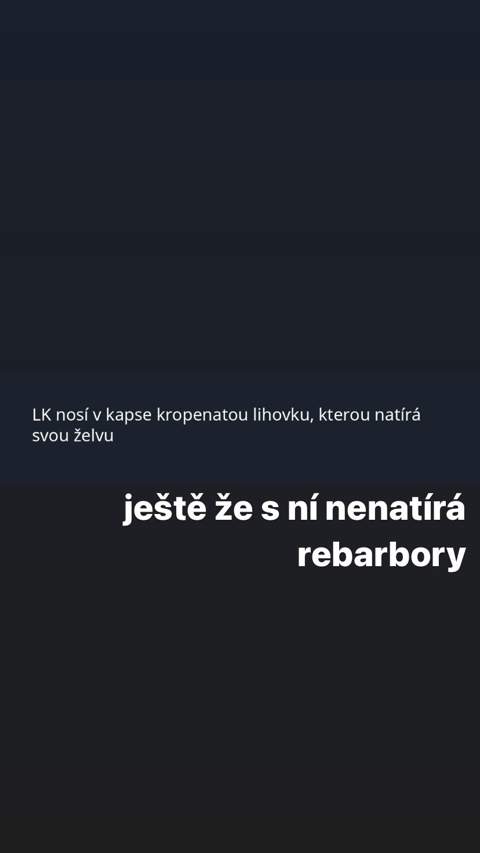 LK nosí v kapse kropenatou lihovku, kterou natírá
svou želvu
ještě že s ní nenatírá
rebarbory